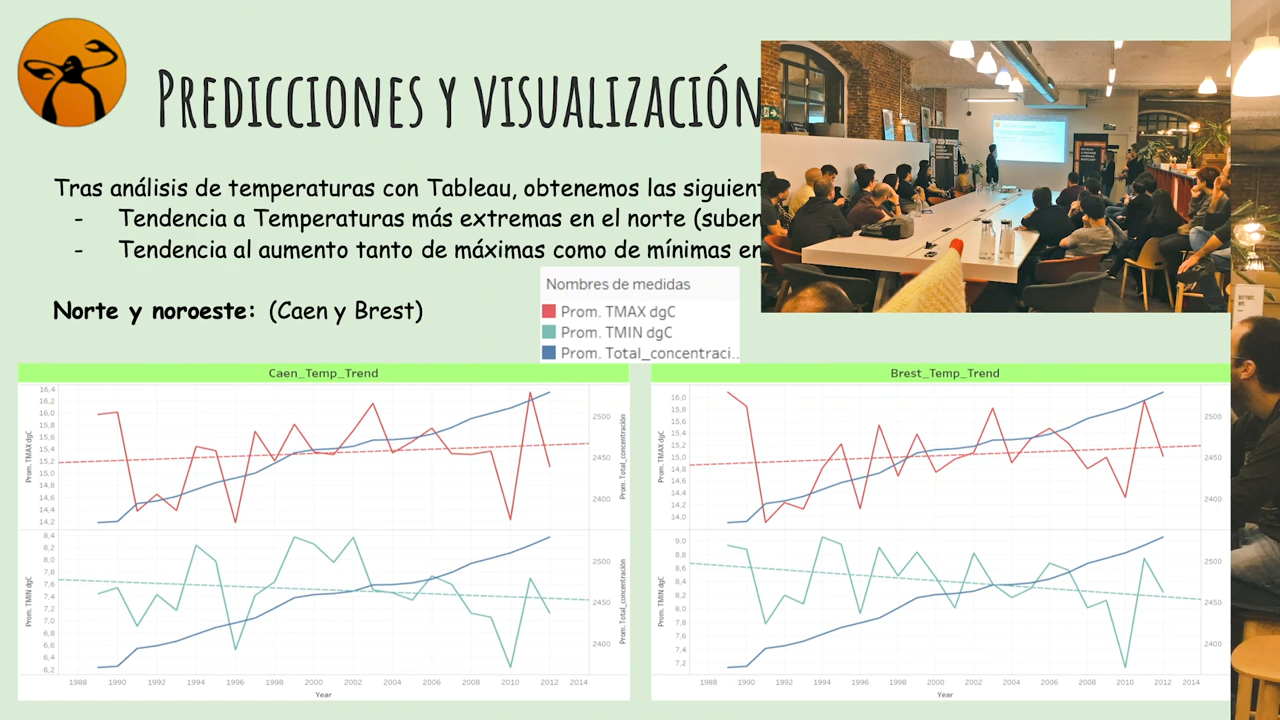 PREDICCIONES Y VISUALIZACIÓN
Tras análisis de temperaturas con Tableau, obtenemos las siguient
- Tendencia a Temperaturas más extremas en el norte (suben
- Tendencia al aumento tanto de máximas como de mínimas en
Norte y noroeste: (Caen y Brest)
Nombres de medidas
Prom. TMAX dgC
Prom. TMIN dgC
Prom. Total_concentraci..
Caen_Temp_Trend
Prom. TMAX dgC
16,4
16,2
16,0
15,8
15,6
15,4
15,2
15,0
14,8
14,6
14,4
14,2
2500
2450
2400
Prom. Total_concentración
Prom. TMIN dgC
8,4
8,2
8,0
7,8
7,6
7,4
7,2
7,0
6,8
6,6
6,4
6,2
2500
2450
2400
Prom. Total_concentración
1988 1990 1992 1994 1996 1998 2000 2002 2004 2006 2008 2010 2012 2014
Year
Brest_Temp_Trend
Prom. TMAX dgC
16,0
15,8
15,6
15,4
15,2
15,0
14,8
14,6
14,4
14,2
14,0
2500
2450
2400
Prom. TMIN dgC
9,0
8,8
8,6
8,4
8,2
8,0
7,8
7,6
7,4
7,2
2500
2450
2400
1988 1990 1992 1994 1996 1998 2000 2002 2004 2006 2008 2010 2012 2014
Year